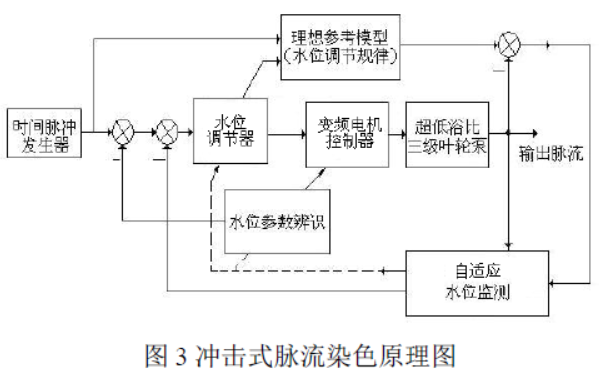 理想参考模型
(水位调节规律)
时间脉冲
发生器
水位
调节器
变频电机
控制器
超低浴比
三级叶轮泵
输出脉流
水位参数辨识
自适应
水位监测
图 3 冲击式脉流染色原理图